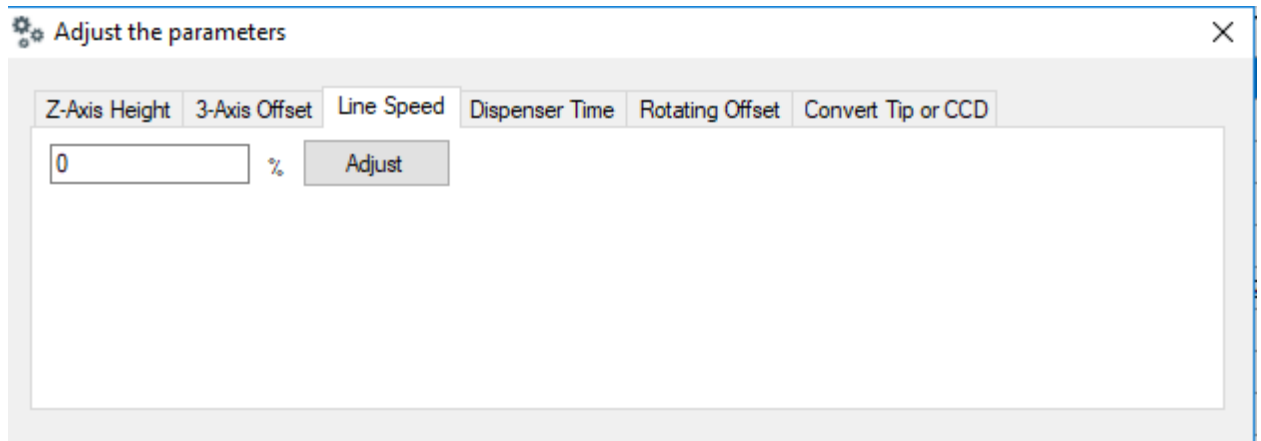 Adjust the parameters
Z-Axis Height 3-Axis Offset Line Speed Dispenser Time Rotating Offset Convert Tip or CCD
0 % Adjust